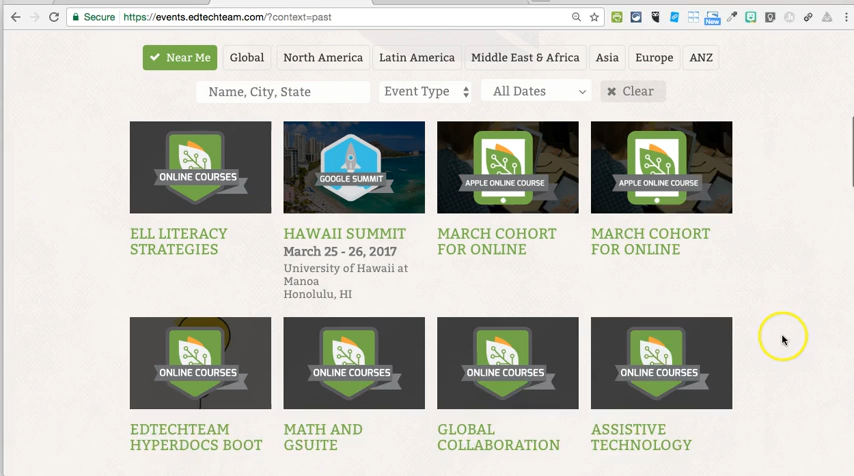 Secure
https://events.edtechteam.com/?context=past
New
Near Me
Global
North America
Latin America
Middle East & Africa
Asia
Europe
ANZ
Name, City, State
Event Type
All Dates
Clear
ONLINE COURSES
GOOGLE SUMMIT
APPLE ONLINE COURSE
APPLE ONLINE COURSE
ELL LITERACY
STRATEGIES
HAWAII SUMMIT
March 25 - 26, 2017
University of Hawaii at
Manoa
Honolulu, HI
MARCH COHORT
FOR ONLINE
MARCH COHORT
FOR ONLINE
ONLINE COURSES
ONLINE COURSES
ONLINE COURSES
ONLINE COURSES
EDTECHTEAM
HYPERDOCS BOOT
MATH AND
GSUITE
GLOBAL
COLLABORATION
ASSISTIVE
TECHNOLOGY